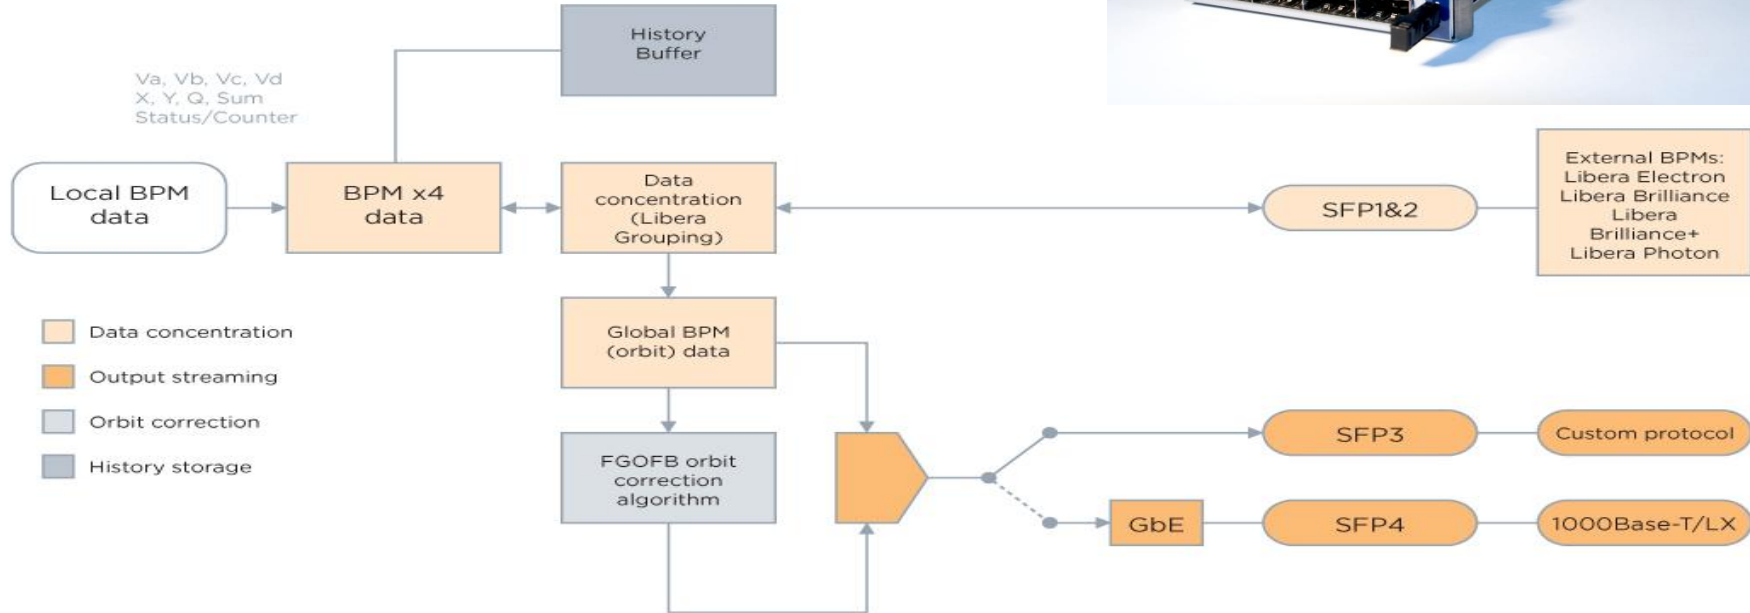 History
Buffer
Va, Vb, Vc, Vd
X, Y, Q, Sum
Status/Counter
Local BPM
data
BPM x4
data
Data
concentration
(Libera
Grouping)
SFP1&2
External BPMs:
Libera Electron
Libera Brilliance
Libera
Brilliance+
Libera Photon
Data concentration
Output streaming
Orbit correction
History storage
Global BPM
(orbit) data
FGOFB orbit
correction
algorithm
SFP3
Custom protocol
GbE
SFP4
1000Base-T/LX